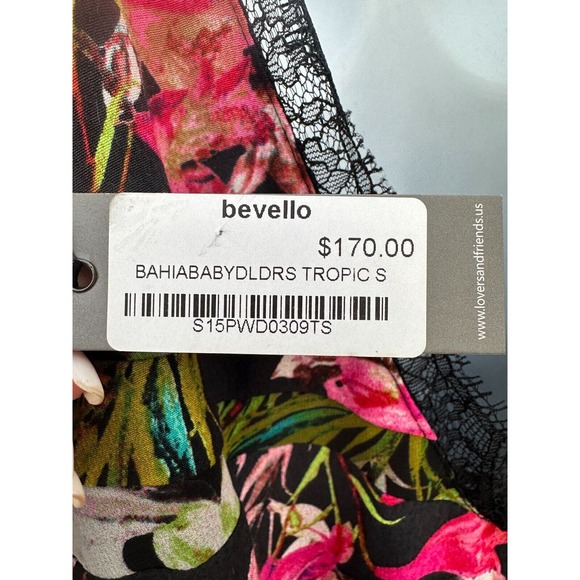 bevello
$170.00
BAHIABABYDLDRS TROPIC S
S15PWD0309TS
www.loversandfriends.us